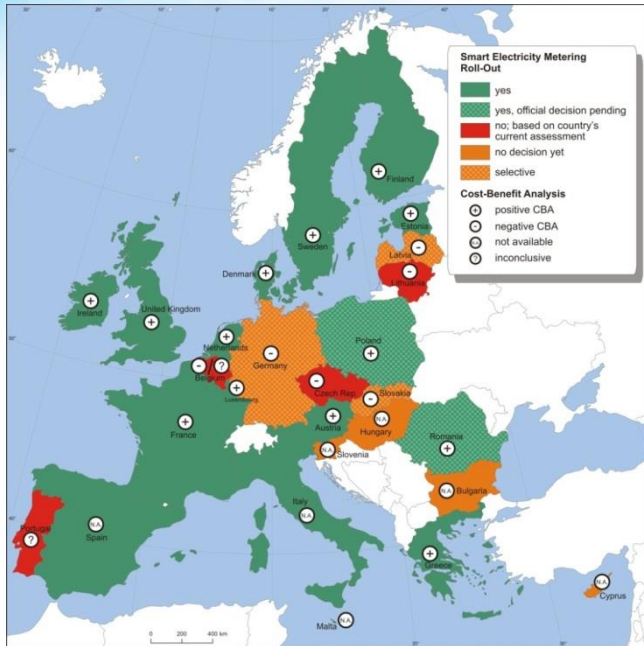 Smart Electricity Metering
Roll-Out
yes
yes, official decision pending
no; based on country's
current assessment
no decision yet
selective
Cost-Benefit Analysis
+ positive CBA
- negative CBA
N.A. not available
? inconclusive
+
Finland
+
Estonia
+
Sweden
-
Latvia
-
Lithuania
Denmark +
+
Ireland
United Kingdom
+
+
Netherlands
+
Poland
-
Germany
- ?
Belgium
+
Luxembourg
-
Czech Rep.
-
Slovakia
+
Austria
N.A.
Hungary
+
France
N.A.
Slovenia
Romania
+
N.A. Bulgaria
Italy
N.A.
Portugal
?
N.A.
Spain
+
Greece
N.A.
Cyprus
Malta N.A.
0 200 400 km